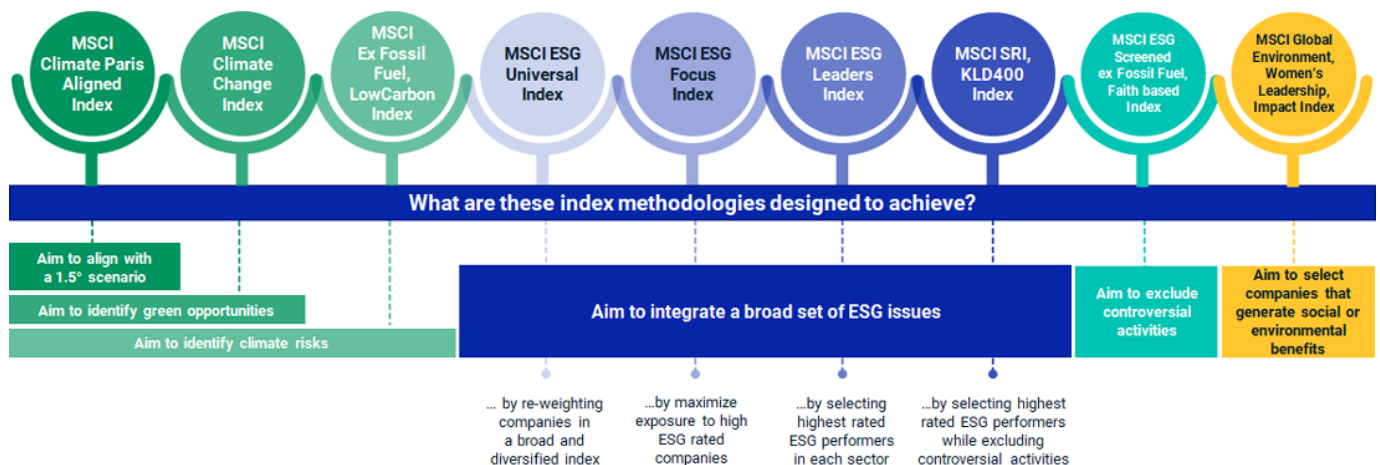 MSCI
Climate Paris
Aligned
Index
MSCI
Climate
Change
Index
MSCI
Ex Fossil
Fuel,
LowCarbon
Index
MSCI ESG
Universal
Index
MSCI ESG
Focus
Index
MSCI ESG
Leaders
Index
MSCI SRI,
KLD400
Index
MSCI ESG
Screened
ex Fossil Fuel,
Faith based
Index
MSCI Global
Environment,
Women's
Leadership,
Impact Index
What are these index methodologies designed to achieve?
Aim to align with
a 1.5° scenario
Aim to identify green opportunities
Aim to identify climate risks
Aim to integrate a broad set of ESG issues
Aim to exclude
controversial
activities
Aim to select
companies that
generate social or
environmental
benefits
... by re-weighting
companies in
a broad and
diversified index
...by maximize
exposure to high
ESG rated
companies
...by selecting
highest rated
ESG performers
in each sector
...by selecting highest
rated ESG performers
while excluding
controversial activities